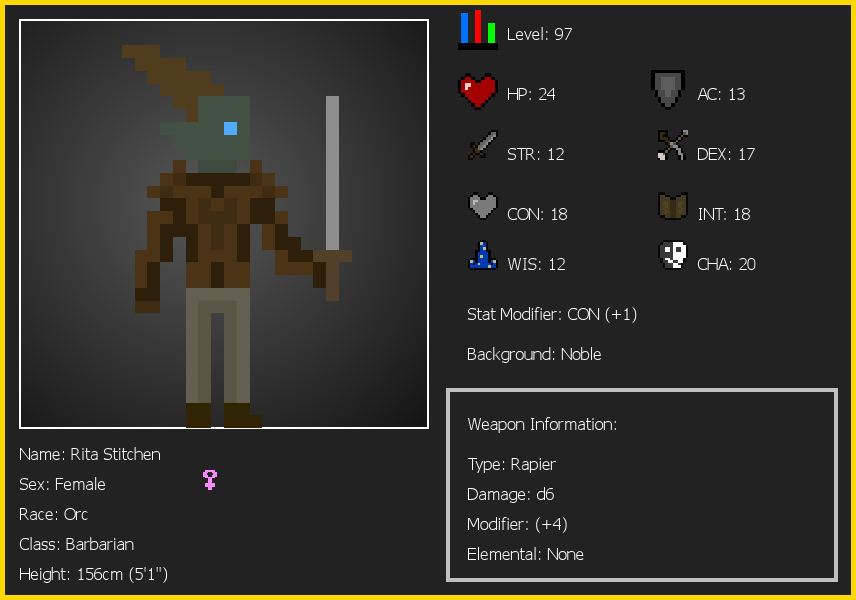 Level: 97
HP: 24
AC: 13
STR: 12
DEX: 17
CON: 18
INT: 18
WIS: 12
CHA: 20
Stat Modifier: CON (+1)
Background: Noble
Weapon Information:
Type: Rapier
Damage: d6
Modifier: (+4)
Elemental: None
Name: Rita Stitchen
Sex: Female
Race: Orc
Class: Barbarian
Height: 156cm (5'1")